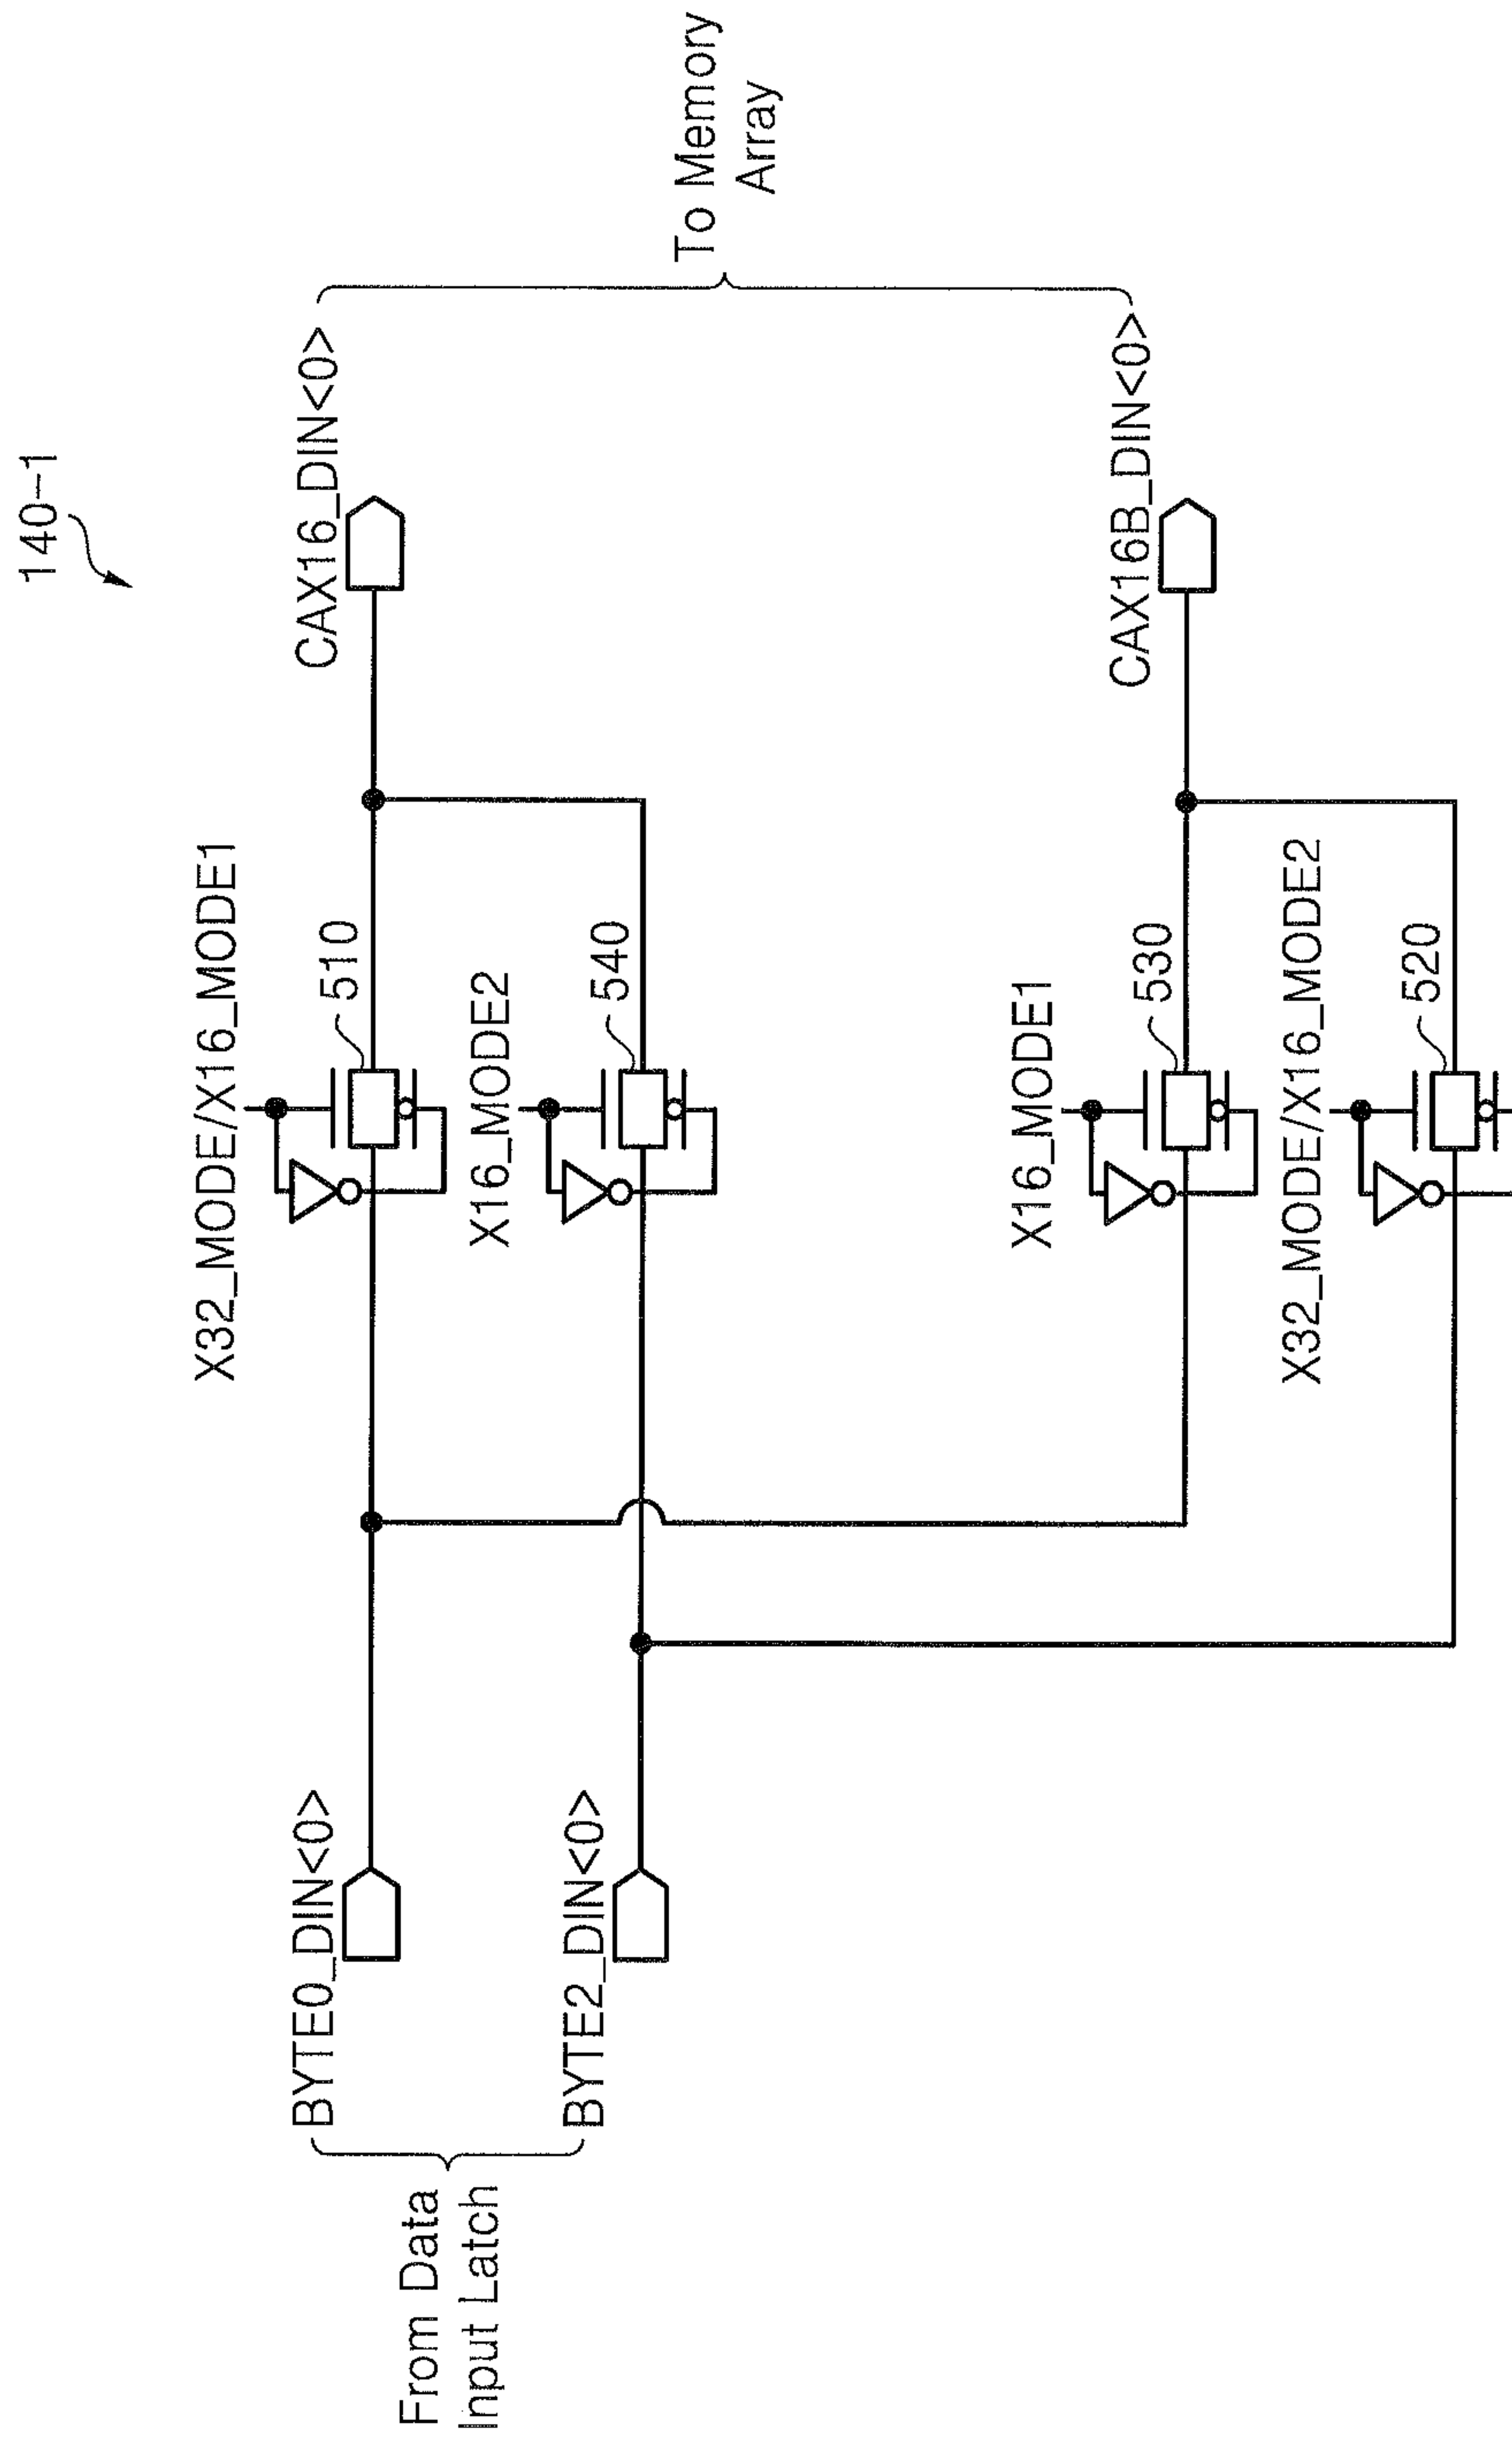 140-1
X32_MODE/X16_MODE1
510
BYTE0_DIN<0>
CAX16_DIN<0>
From Data
Input Latch
X16_MODE2
540
BYTE2_DIN<0>
To Memory
Array
X16_MODE1
530
CAX16B_DIN<0>
X32_MODE/X16_MODE2
520